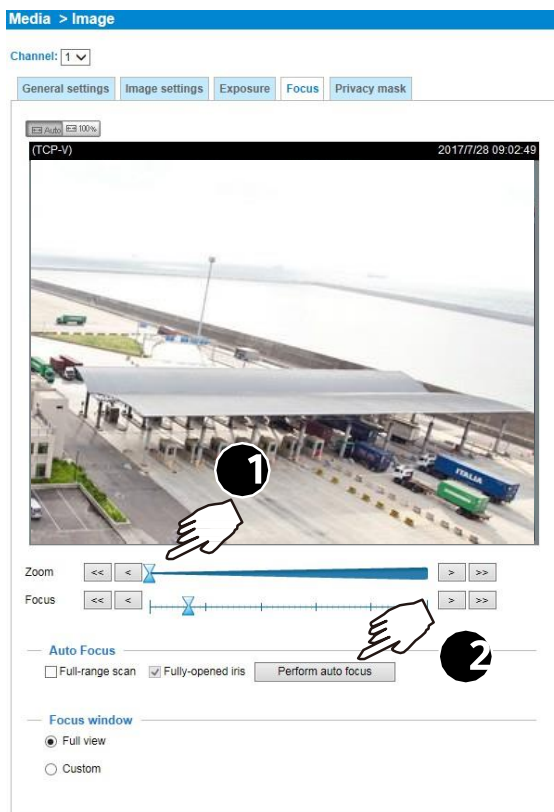 Media > Image
Channel: 1
General settings Image settings Exposure Focus Privacy mask
Auto 100%
(TCP-V) 2017/7/28 09:02:49
ITALIA
1
Zoom << < > >>
Focus << < > >>
2
Auto Focus
Full-range scan Fully-opened iris Perform auto focus
Focus window
Full view
Custom